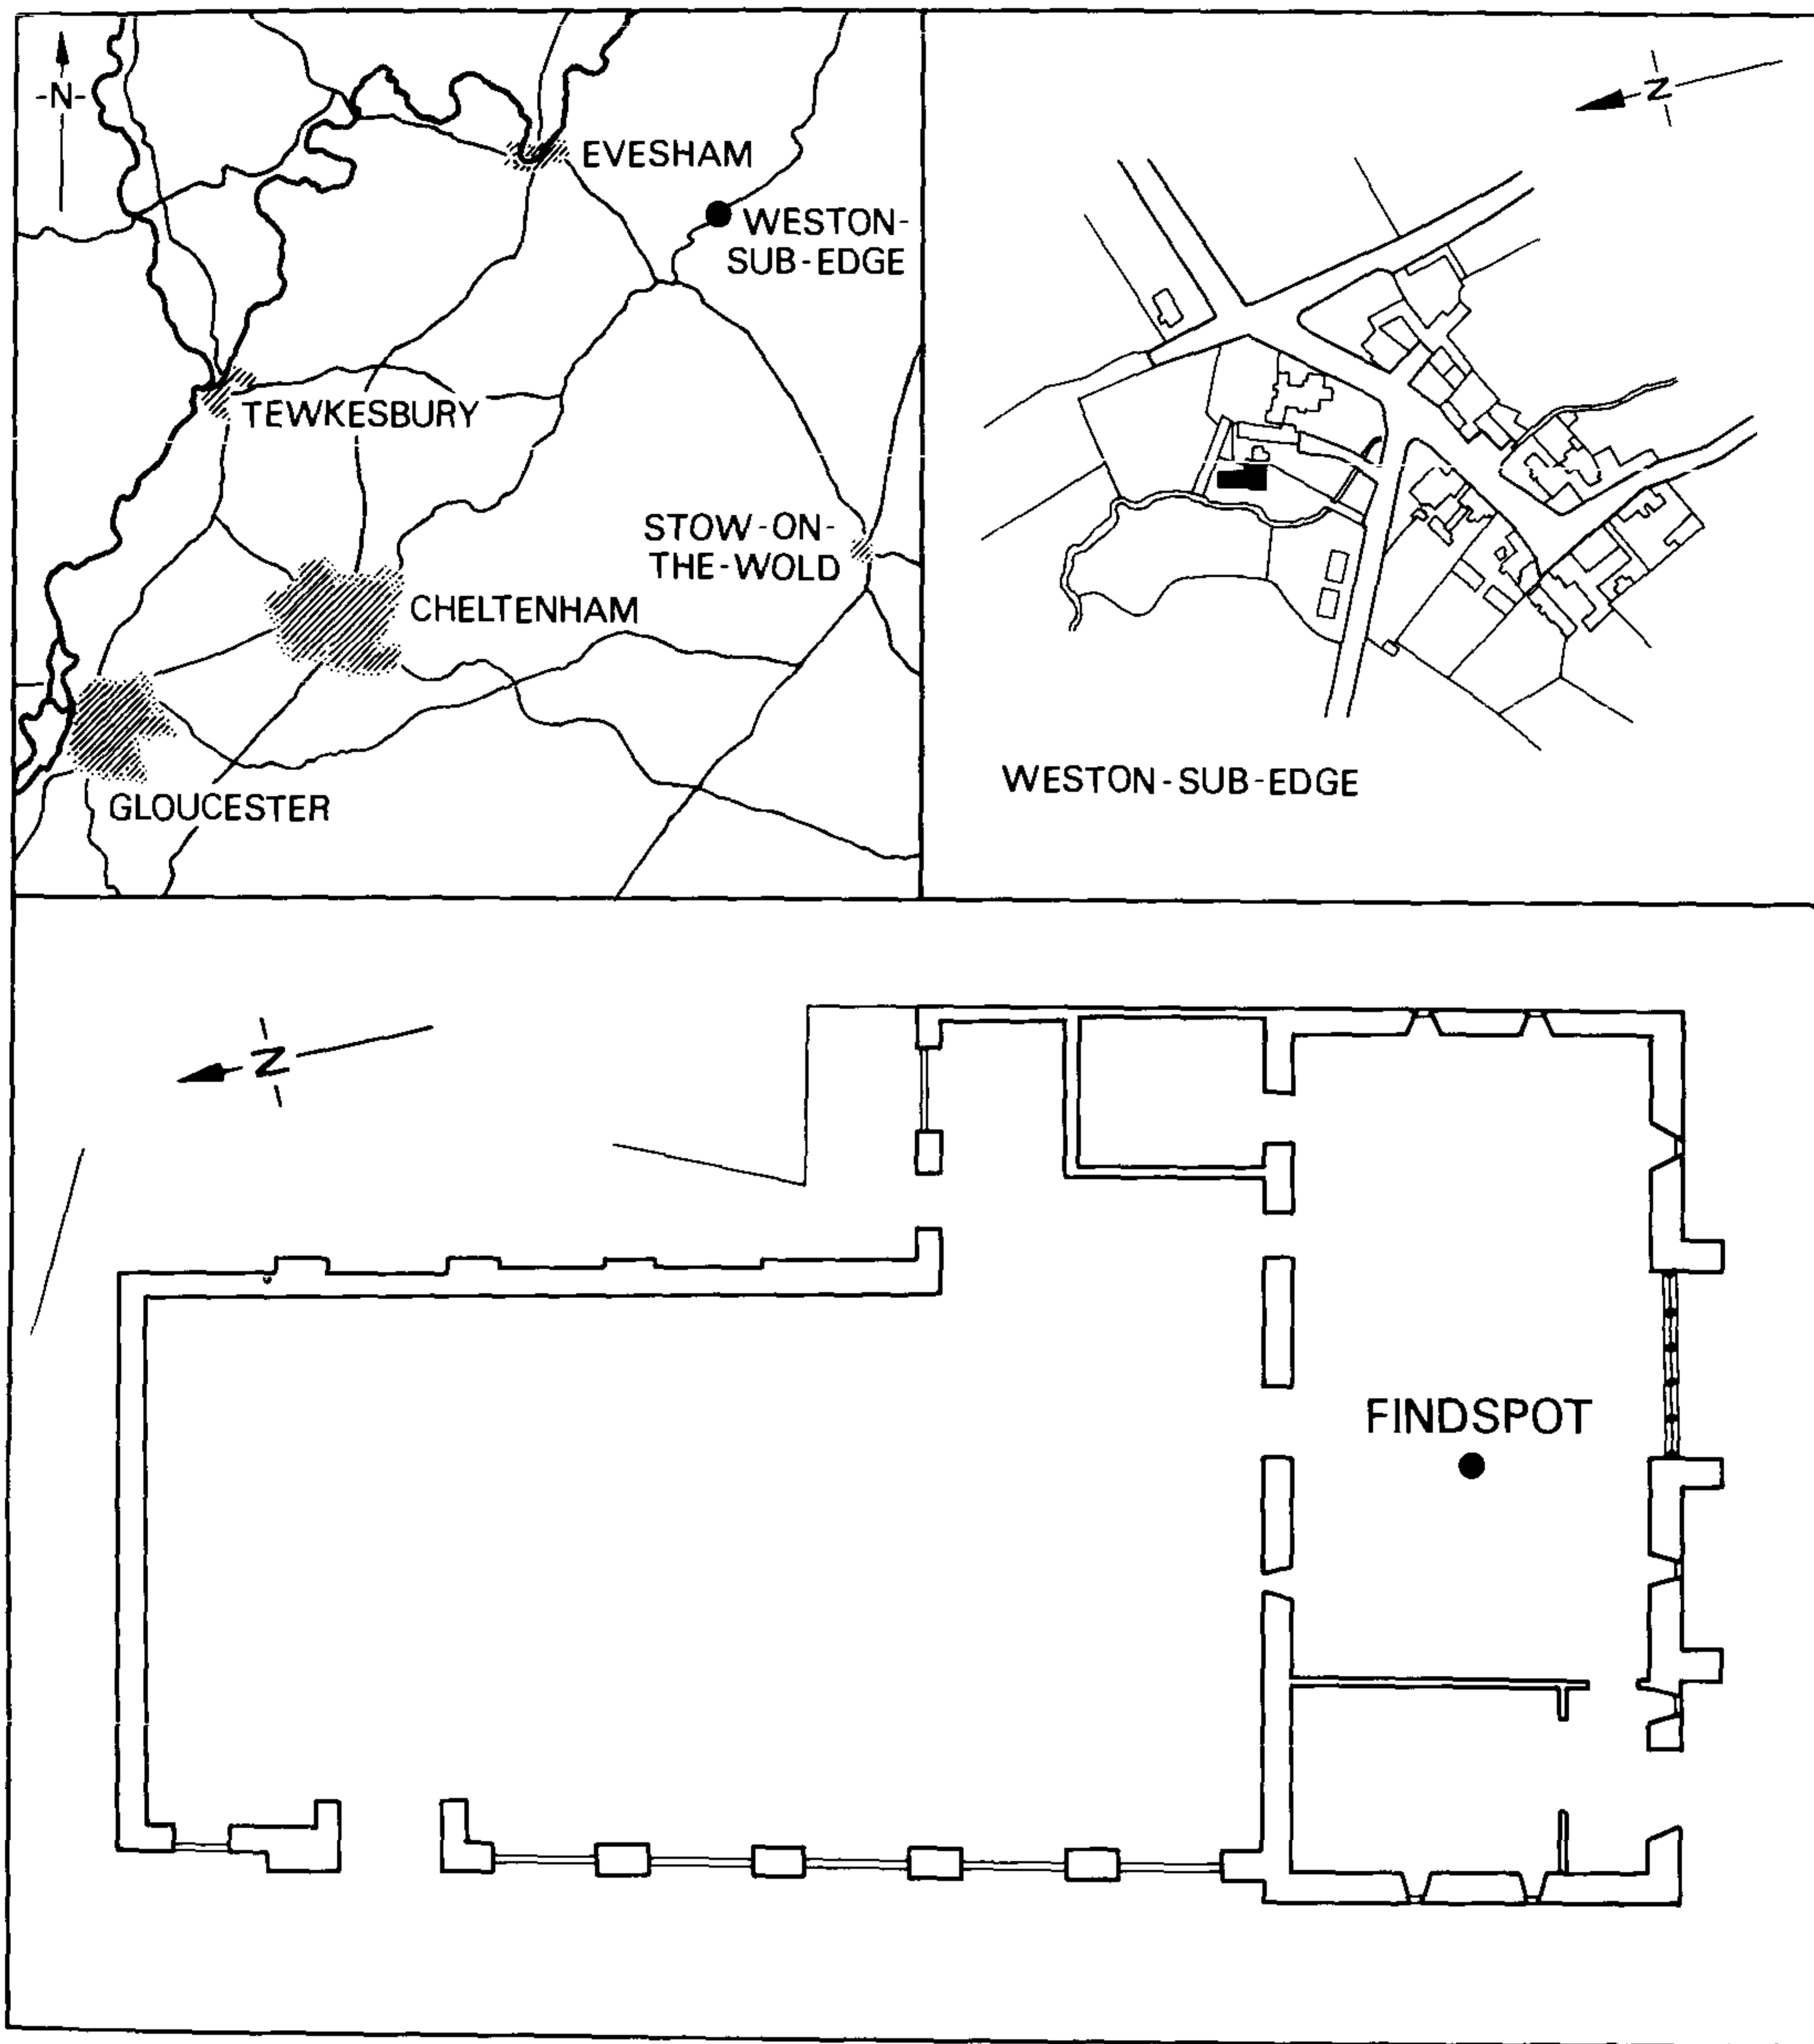 -N-
EVESHAM
WESTON-
SUB-EDGE
TEWKESBURY
STOW-ON-
THE-WOLD
CHELTENHAM
GLOUCESTER
N
WESTON-SUB-EDGE
N
FINDSPOT